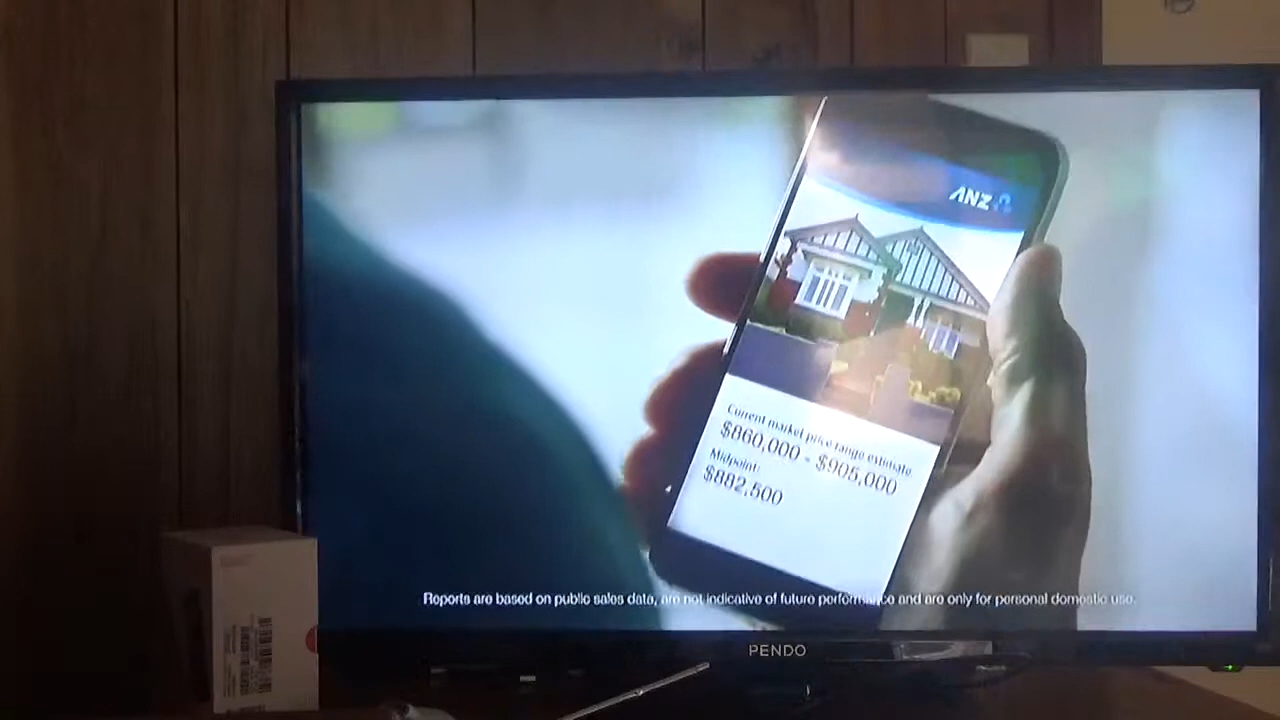 ANZ
Current market price range estimate
$860,000 - $905,000
Midpoint:
$882,500
Reports are based on public sales data, are not indicative of future performance and are only for personal domestic use.
PENDO